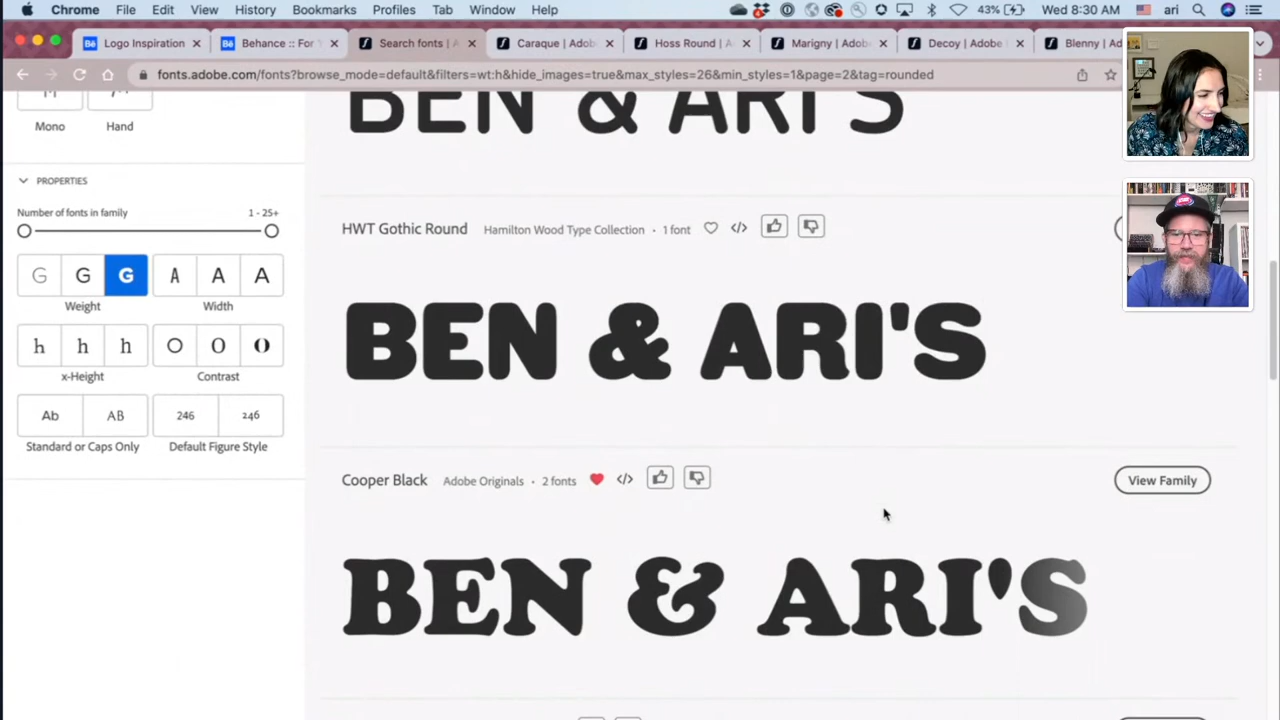 Chrome File Edit View History Bookmarks Profiles Tab Window Help 43% Wed 8:30 AM ari
Logo Inspiration Behance :: For Search fonts | A Caraque | Adob Hoss Round | A Marigny | Adob Decoy | Adobe Blenny | Ad
fonts.adobe.com/fonts?browse_mode=default&filters=wt:h&hide_images=true&max_styles=26&min_styles=1&page=2&tag=rounded
BEN & ARI'S
Mono Hand
PROPERTIES
Number of fonts in family 1 - 25+
HWT Gothic Round Hamilton Wood Type Collection · 1 font
G G G A A A
Weight Width
BEN & ARI'S
h h h O O O
x-Height Contrast
Ab AB 246 246
Standard or Caps Only Default Figure Style
Cooper Black Adobe Originals · 2 fonts View Family
BEN & ARI'S